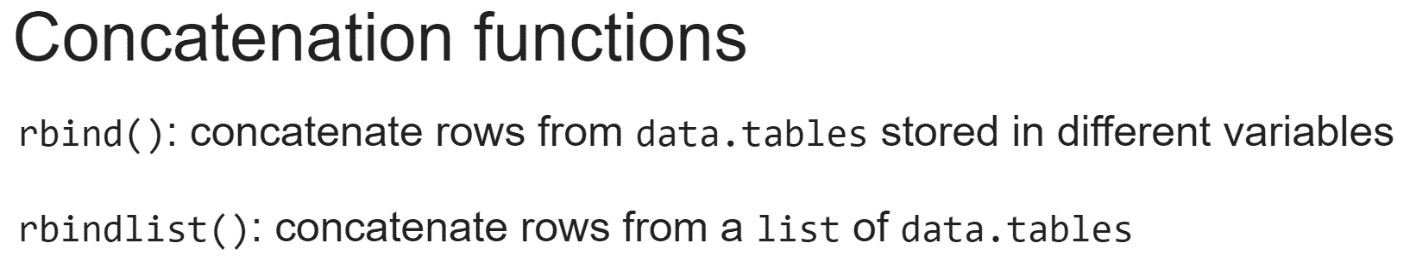 Concatenation functions
rbind(): concatenate rows from data.tables stored in different variables
rbindlist(): concatenate rows from a list of data.tables